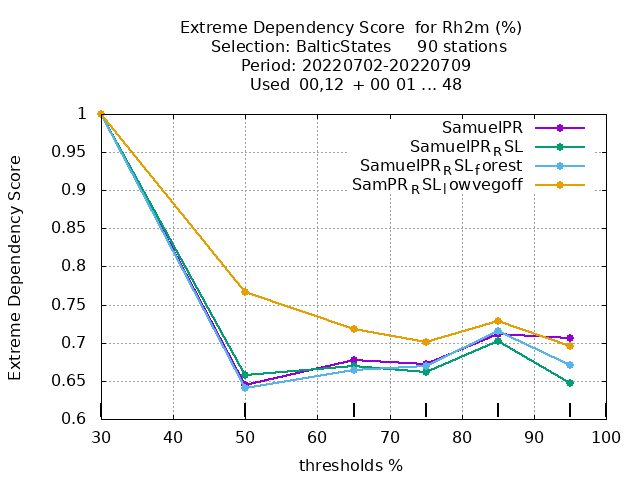 Extreme Dependency Score  for Rh2m (%)
Selection: BalticStates     90 stations
Period: 20220702-20220709
Used  00,12  + 00 01 ... 48
Extreme Dependency Score
1
0.95
0.9
0.85
0.8
0.75
0.7
0.65
0.6
SamuelPR
SamuelPR_RSL
SamuelPR_RSL_forest
SamPR_RSL_lowvegoff
30 40 50 60 70 80 90 100
thresholds %